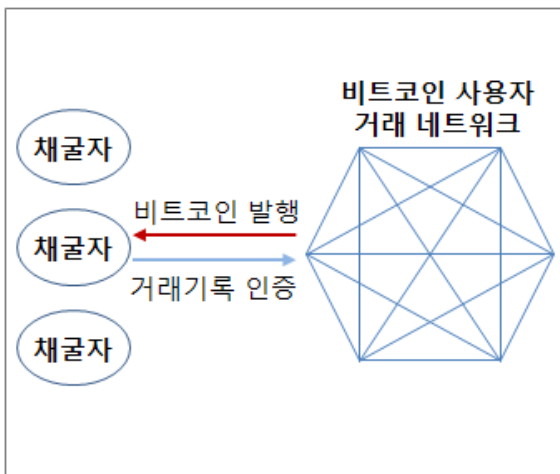 비트코인 사용자
거래 네트워크
채굴자
비트코인 발행
채굴자
거래기록 인증
채굴자